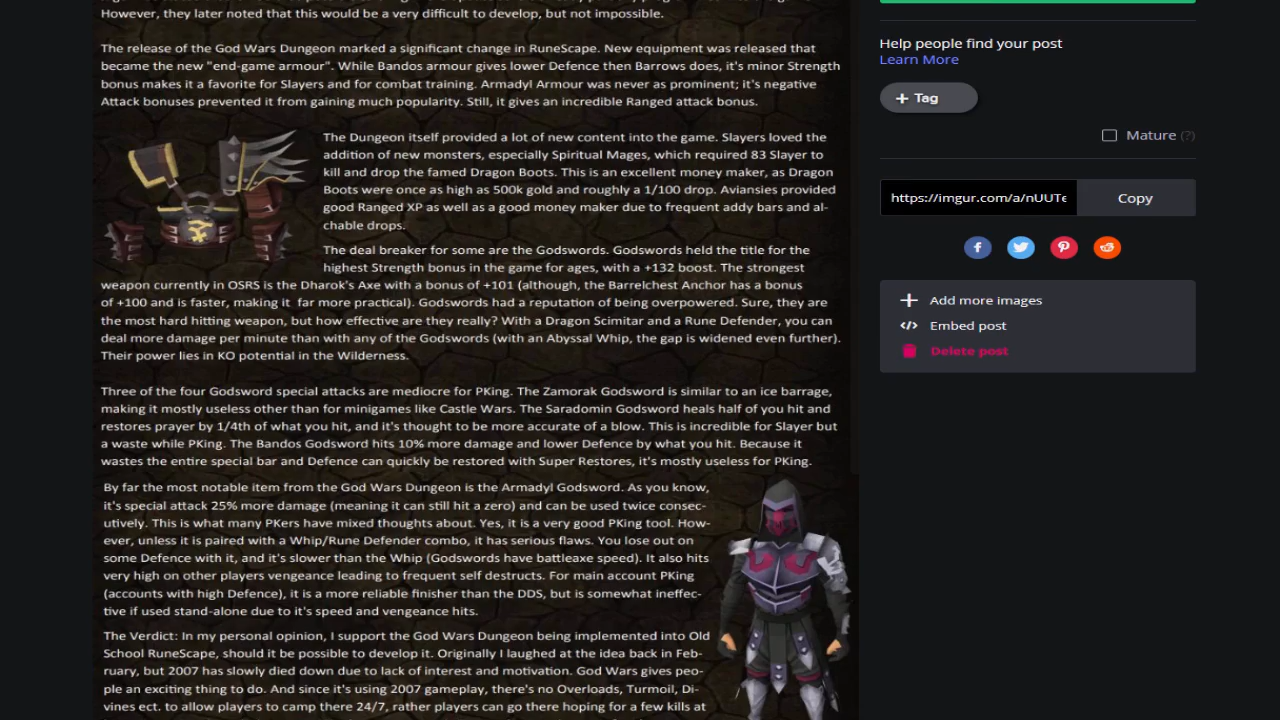 However, they later noted that this would be a very difficult to develop, but not impossible.
The release of the God Wars Dungeon marked a significant change in RuneScape. New equipment was released that
became the new "end-game armour". While Bandos armour gives lower Defence then Barrows does, it's minor Strength
bonus makes it a favorite for Slayers and for combat training. Armadyl Armour was never as prominent; it's negative
Attack bonuses prevented it from gaining much popularity. Still, it gives an incredible Ranged attack bonus.
The Dungeon itself provided a lot of new content into the game. Slayers loved the
addition of new monsters, especially Spiritual Mages, which required 83 Slayer to
kill and drop the famed Dragon Boots. This is an excellent money maker, as Dragon
Boots were once as high as 500k gold and roughly a 1/100 drop. Aviansies provided
good Ranged XP as well as a good money maker due to frequent addy bars and al-
chable drops.
The deal breaker for some are the Godswords. Godswords held the title for the
highest Strength bonus in the game for ages, with a +132 boost. The strongest
weapon currently in OSRS is the Dharok's Axe with a bonus of +101 (although, the Barrelchest Anchor has a bonus
of +100 and is faster, making it far more practical). Godswords had a reputation of being overpowered. Sure, they are
the most hard hitting weapon, but how effective are they really? With a Dragon Scimitar and a Rune Defender, you can
deal more damage per minute than with any of the Godswords (with an Abyssal Whip, the gap is widened even further).
Their power lies in KO potential in the Wilderness.
Three of the four Godsword special attacks are mediocre for PKing. The Zamorak Godsword is similar to an ice barrage,
making it mostly useless other than for minigames like Castle Wars. The Saradomin Godsword heals half of you hit and
restores prayer by 1/4th of what you hit, and it's thought to be more accurate of a blow. This is incredible for Slayer but
a waste while PKing. The Bandos Godsword hits 10% more damage and lower Defence by what you hit. Because it
wastes the entire special bar and Defence can quickly be restored with Super Restores, it's mostly useless for PKing.
By far the most notable item from the God Wars Dungeon is the Armadyl Godsword. As you know,
it's special attack 25% more damage (meaning it can still hit a zero) and can be used twice consec-
utively. This is what many PKers have mixed thoughts about. Yes, it is a very good PKing tool. How-
ever, unless it is paired with a Whip/Rune Defender combo, it has serious flaws. You lose out on
some Defence with it, and it's slower than the Whip (Godswords have battleaxe speed). It also hits
very high on other players vengeance leading to frequent self destructs. For main account PKing
(accounts with high Defence), it is a more reliable finisher than the DDS, but is somewhat ineffec-
tive if used stand-alone due to it's speed and vengeance hits.
The Verdict: In my personal opinion, I support the God Wars Dungeon being implemented into Old
School RuneScape, should it be possible to develop it. Originally I laughed at the idea back in Feb-
ruary, but 2007 has slowly died down due to lack of interest and motivation. God Wars gives peo-
ple an exciting thing to do. And since it's using 2007 gameplay, there's no Overloads, Turmoil, Di-
vines ect. to allow players to camp there 24/7, rather players can go there hoping for a few kills at
Help people find your post
Learn More
+ Tag
Mature (?)
https://imgur.com/a/nUUTe
Copy
Add more images
Embed post
Delete post